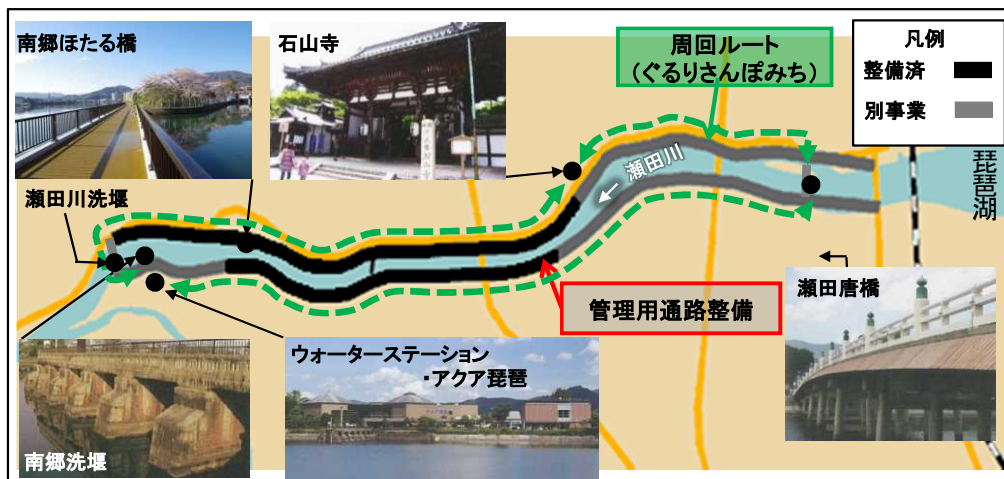 南郷ほたる橋
石山寺
周回ルート
(ぐるりさんぽみち)
凡例
整備済
別事業
瀬田川
琵琶湖
瀬田川洗堰
管理用通路整備
瀬田唐橋
ウォーターステーション
・アクア琵琶
南郷洗堰